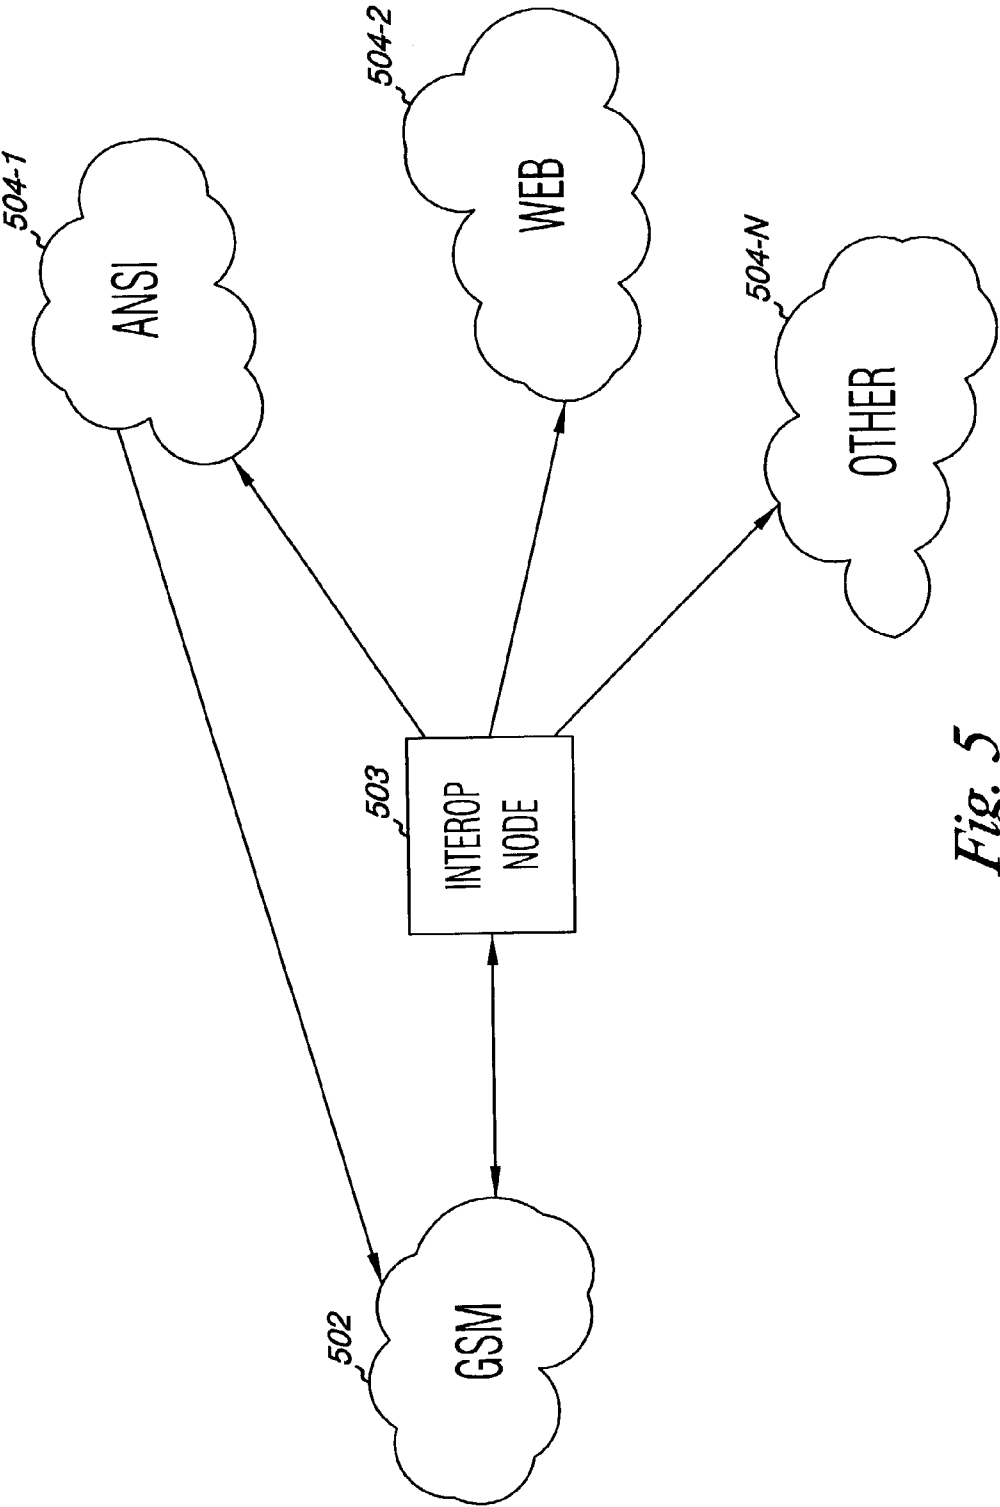 504-1
ANSI
504-2
WEB
504-N
OTHER
503
INTEROP
NODE
502
GSM
Fig. 5